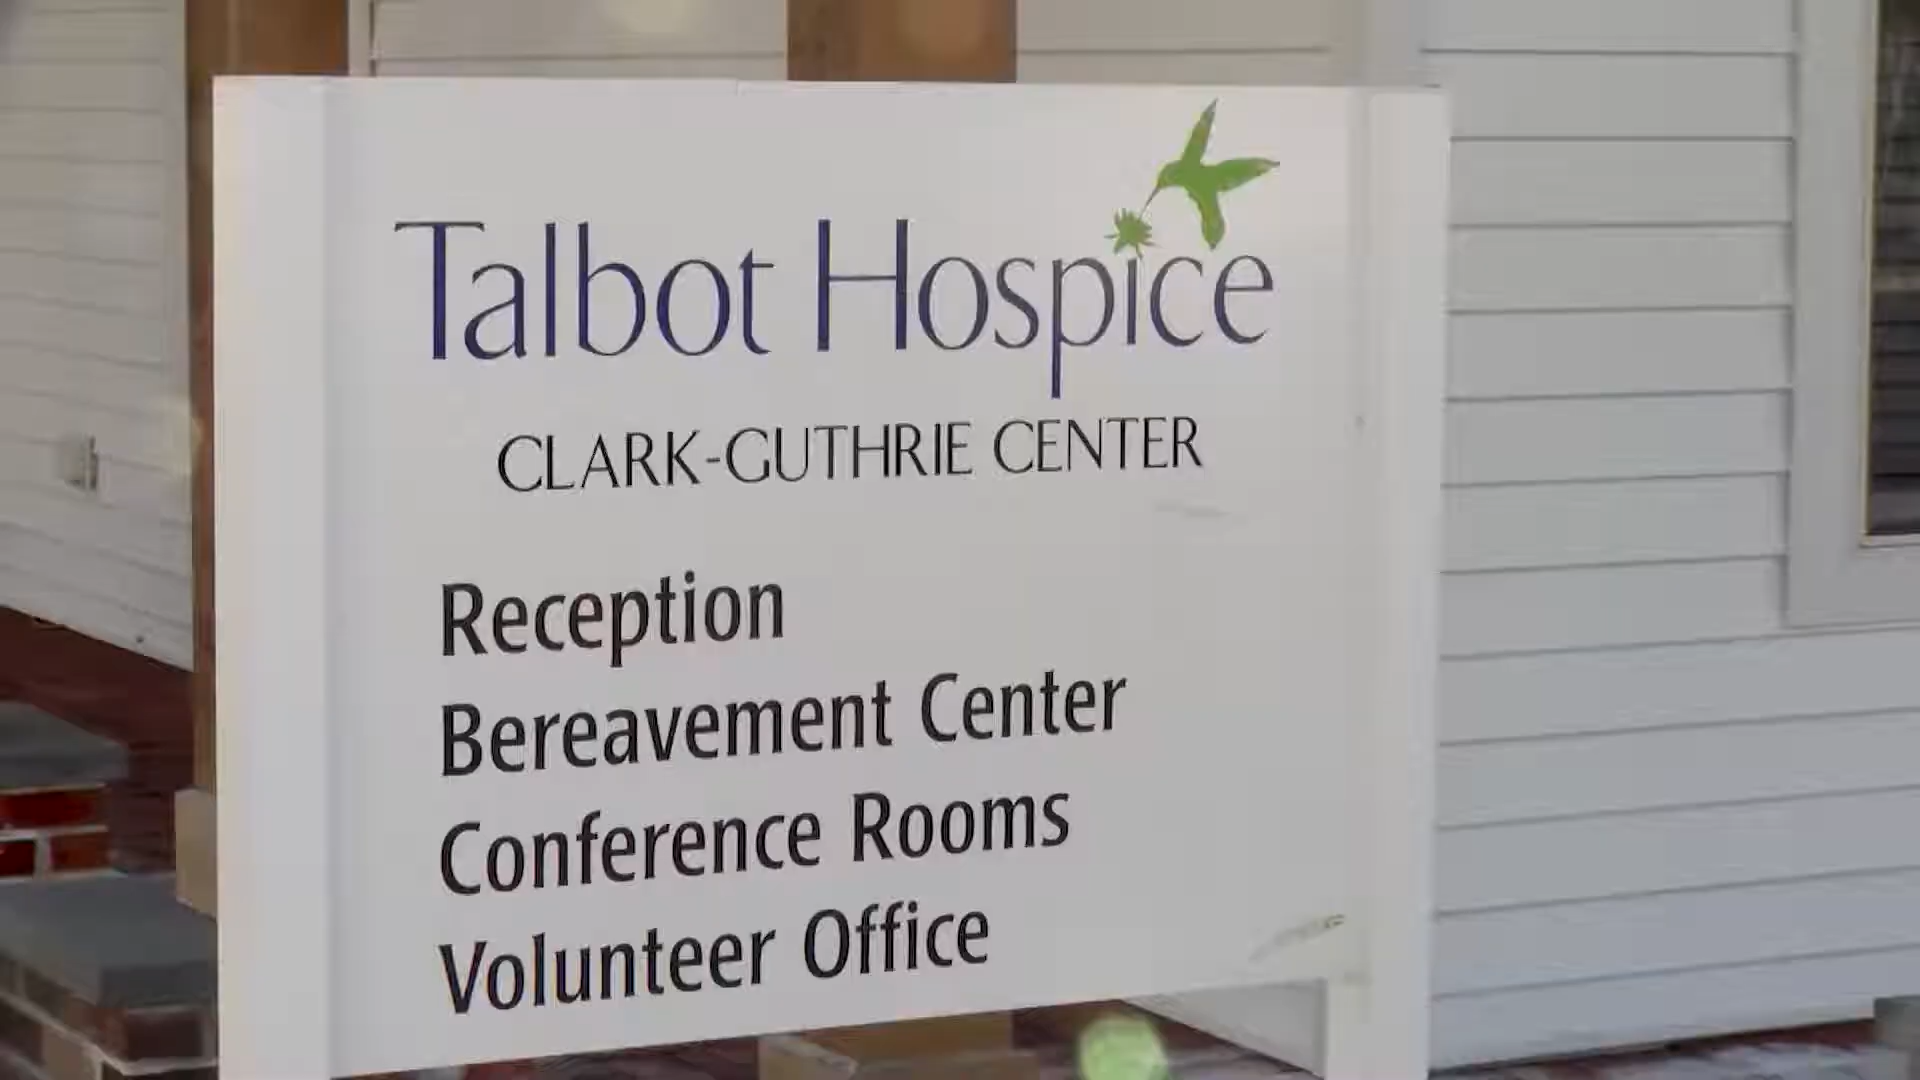 Talbot Hospice
CLARK-GUTHRIE CENTER
Reception
Bereavement Center
Conference Rooms
Volunteer Office